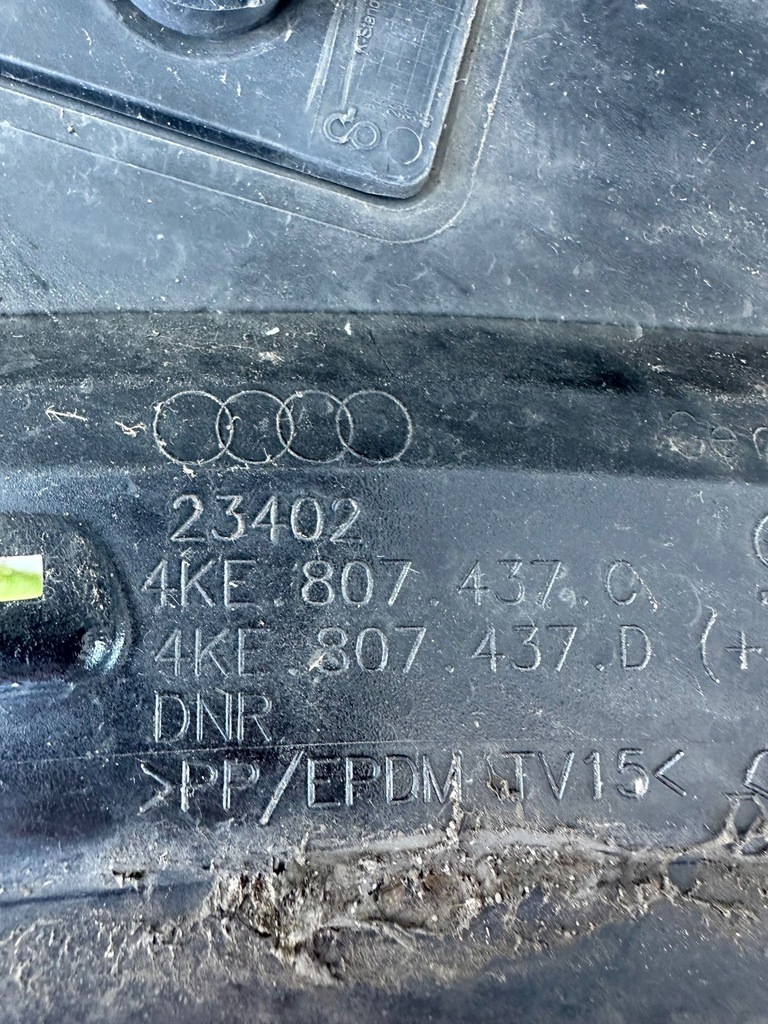 23402
4KE.807.437.C
4KE.807.437.D (+
DNR
>PP/EPDM TV15<